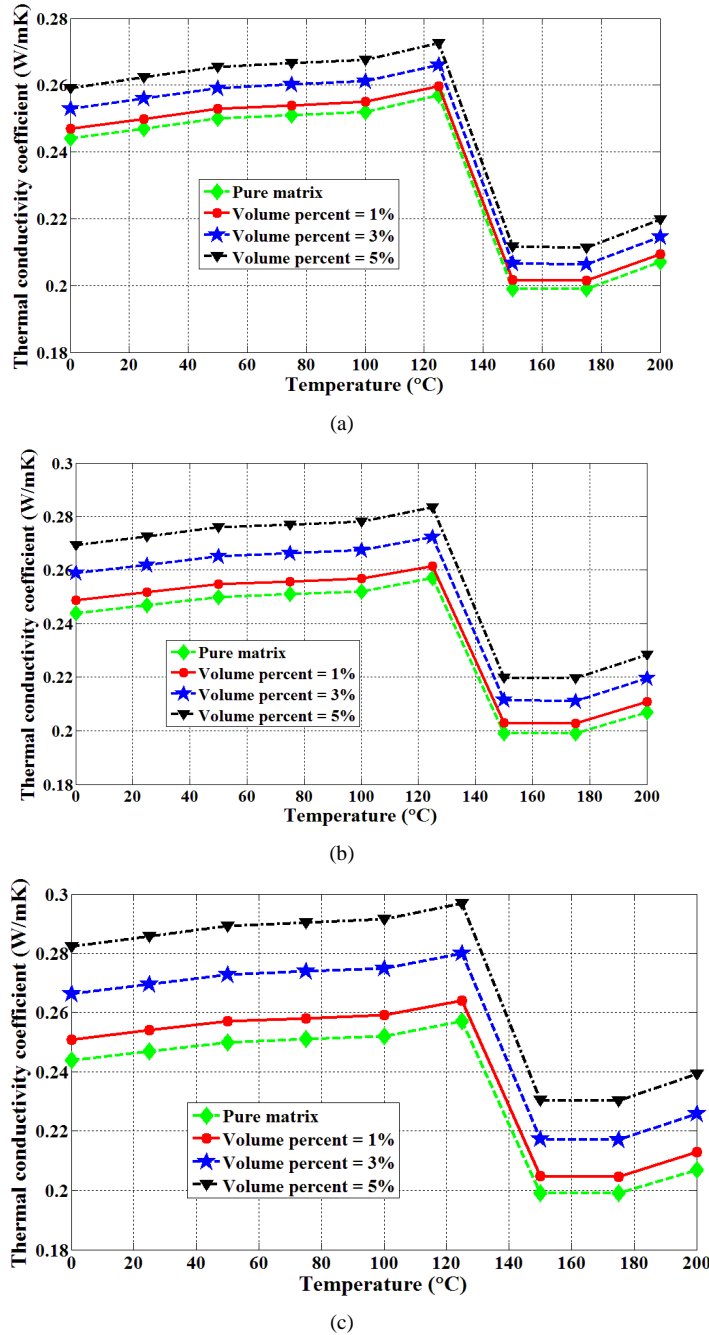 Thermal conductivity coefficient (W/mK)
0.28
0.26
0.24
0.22
0.2
0.18
Pure matrix
Volume percent = 1%
Volume percent = 3%
Volume percent = 5%
0 20 40 60 80 100 120 140 160 180 200
Temperature (°C)
(a)
Thermal conductivity coefficient (W/mK)
0.3
0.28
0.26
0.24
0.22
0.2
0.18
Pure matrix
Volume percent = 1%
Volume percent = 3%
Volume percent = 5%
0 20 40 60 80 100 120 140 160 180 200
Temperature (°C)
(b)
Thermal conductivity coefficient (W/mK)
0.3
0.28
0.26
0.24
0.22
0.2
0.18
Pure matrix
Volume percent = 1%
Volume percent = 3%
Volume percent = 5%
0 20 40 60 80 100 120 140 160 180 200
Temperature (°C)
(c)